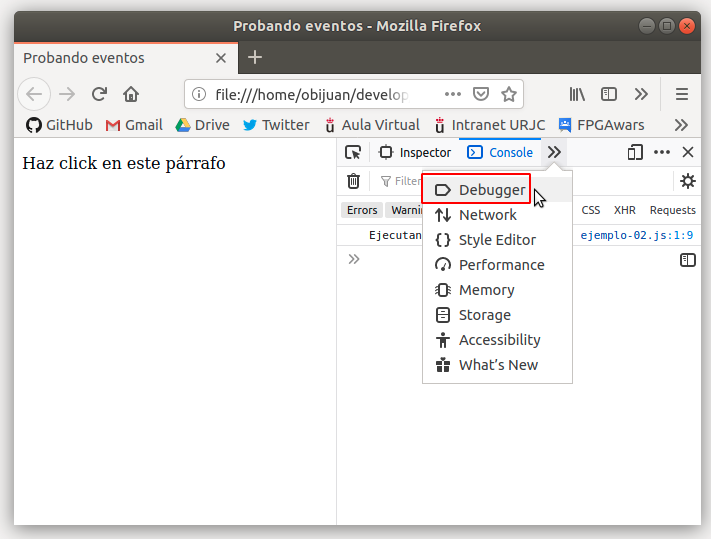 Probando eventos - Mozilla Firefox
Probando eventos
file:///home/obijuan/develop
GitHub Gmail Drive Twitter Aula Virtual Intranet URJC FPGAwars
Haz click en este párrafo
Inspector Console
Filter
Errors Warnin CSS XHR Requests
Ejecutan ejemplo-02.js:1:9
Debugger
Network
Style Editor
Performance
Memory
Storage
Accessibility
What's New